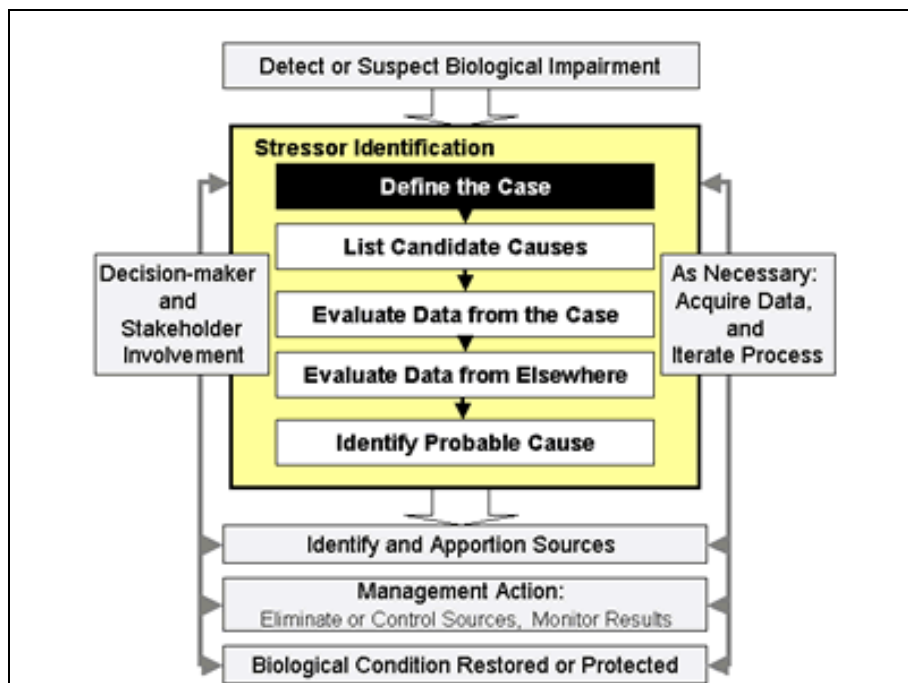 Detect or Suspect Biological Impairment
Stressor Identification
Define the Case
List Candidate Causes
Evaluate Data from the Case
Evaluate Data from Elsewhere
Identify Probable Cause
Decision-maker
and
Stakeholder
Involvement
As Necessary:
Acquire Data,
and
Iterate Process
Identify and Apportion Sources
Management Action:
Eliminate or Control Sources, Monitor Results
Biological Condition Restored or Protected